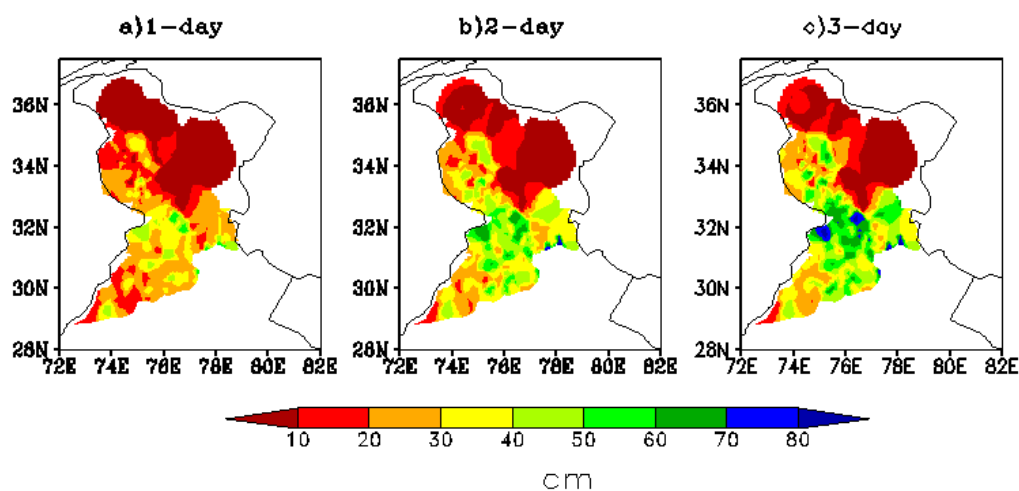 a)1-day b)2-day c)3-day
36N 36N 36N
34N 34N 34N
32N 32N 32N
30N 30N 30N
28N 28N 28N
72E 74E 76E 78E 80E 82E 72E 74E 76E 78E 80E 82E 72E 74E 76E 78E 80E 82E
10 20 30 40 50 60 70 80
cm